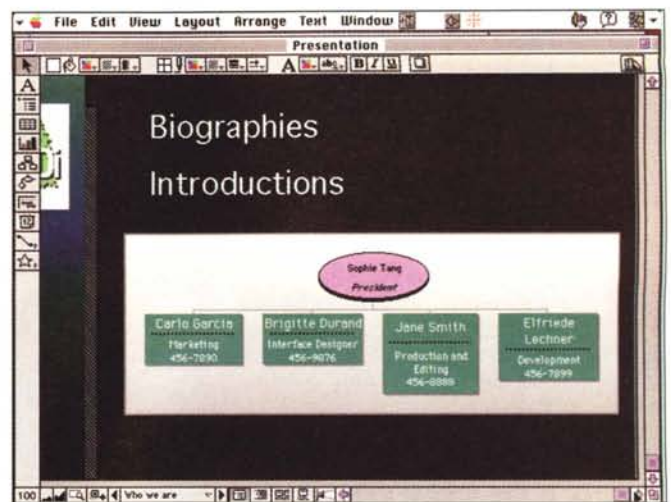 File Edit View Layout Arrange Text Window
Presentation
A B I U
A
Biographies
Introductions
Sophie Tang
President
Carlo Garcia
Marketing
456-7890
Brigitte Durand
Interface Designer
456-9876
Jane Smith
Production and
Editing
456-8888
Elfriede
Lechner
Development
456-7899
100 Who we are